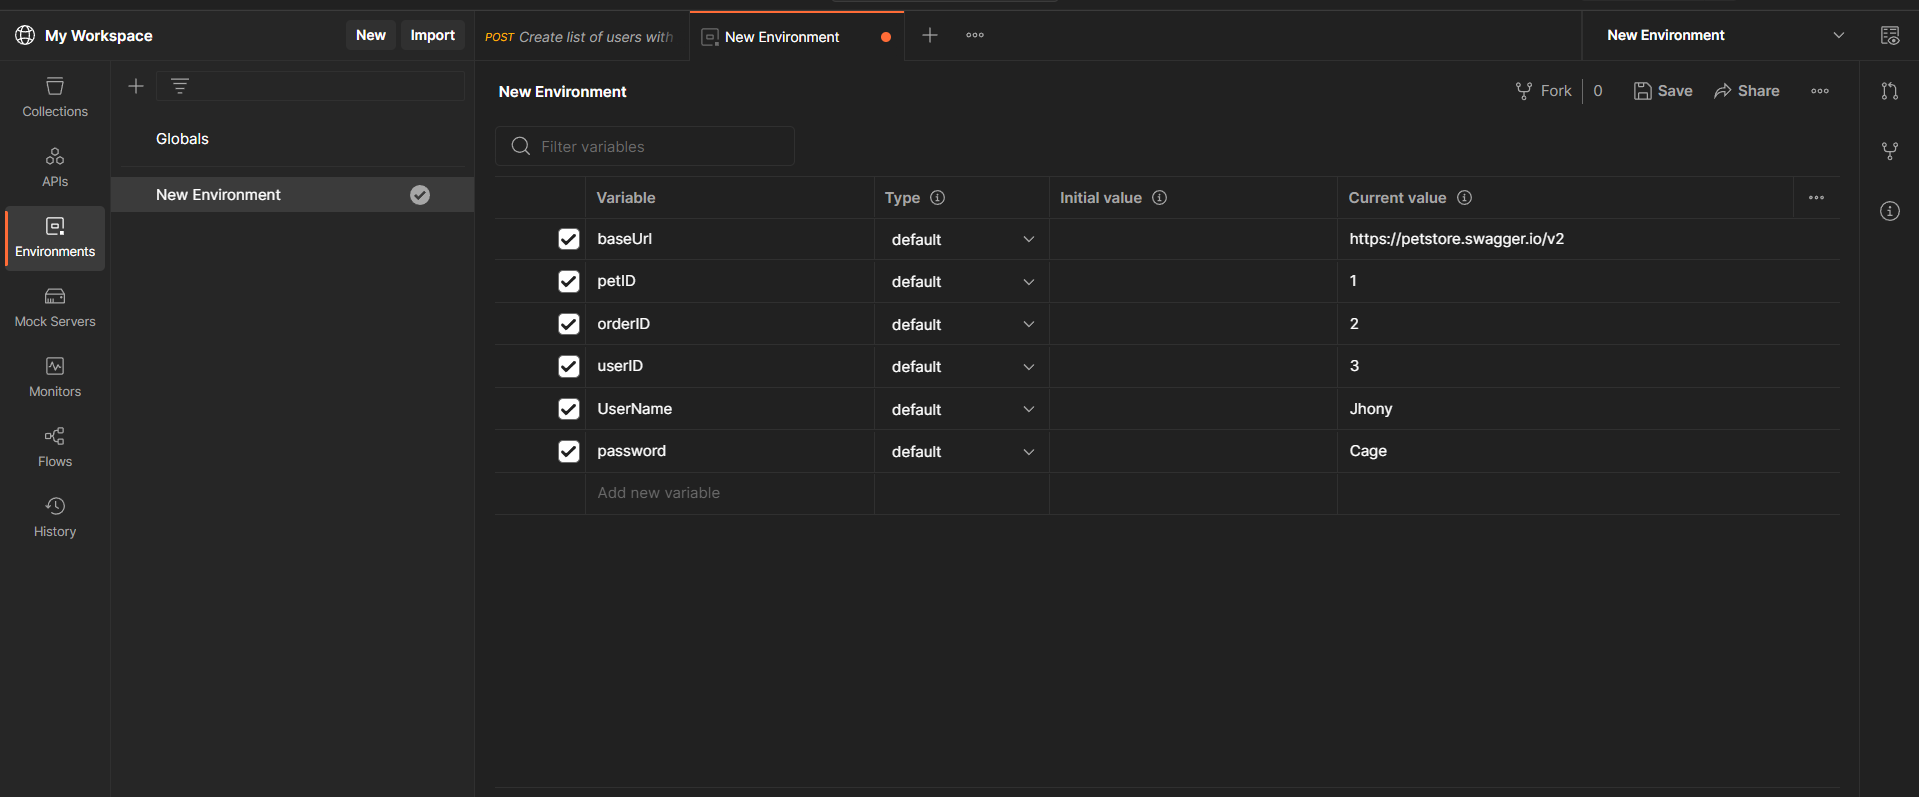 My Workspace
New
Import
POST Create list of users with
New Environment
New Environment
Collections
APIs
Environments
Mock Servers
Monitors
Flows
History
Globals
New Environment
New Environment
Fork 0
Save
Share
Filter variables
Variable Type Initial value Current value
baseUrl default https://petstore.swagger.io/v2
petID default 1
orderID default 2
userID default 3
UserName default Jhony
password default Cage
Add new variable